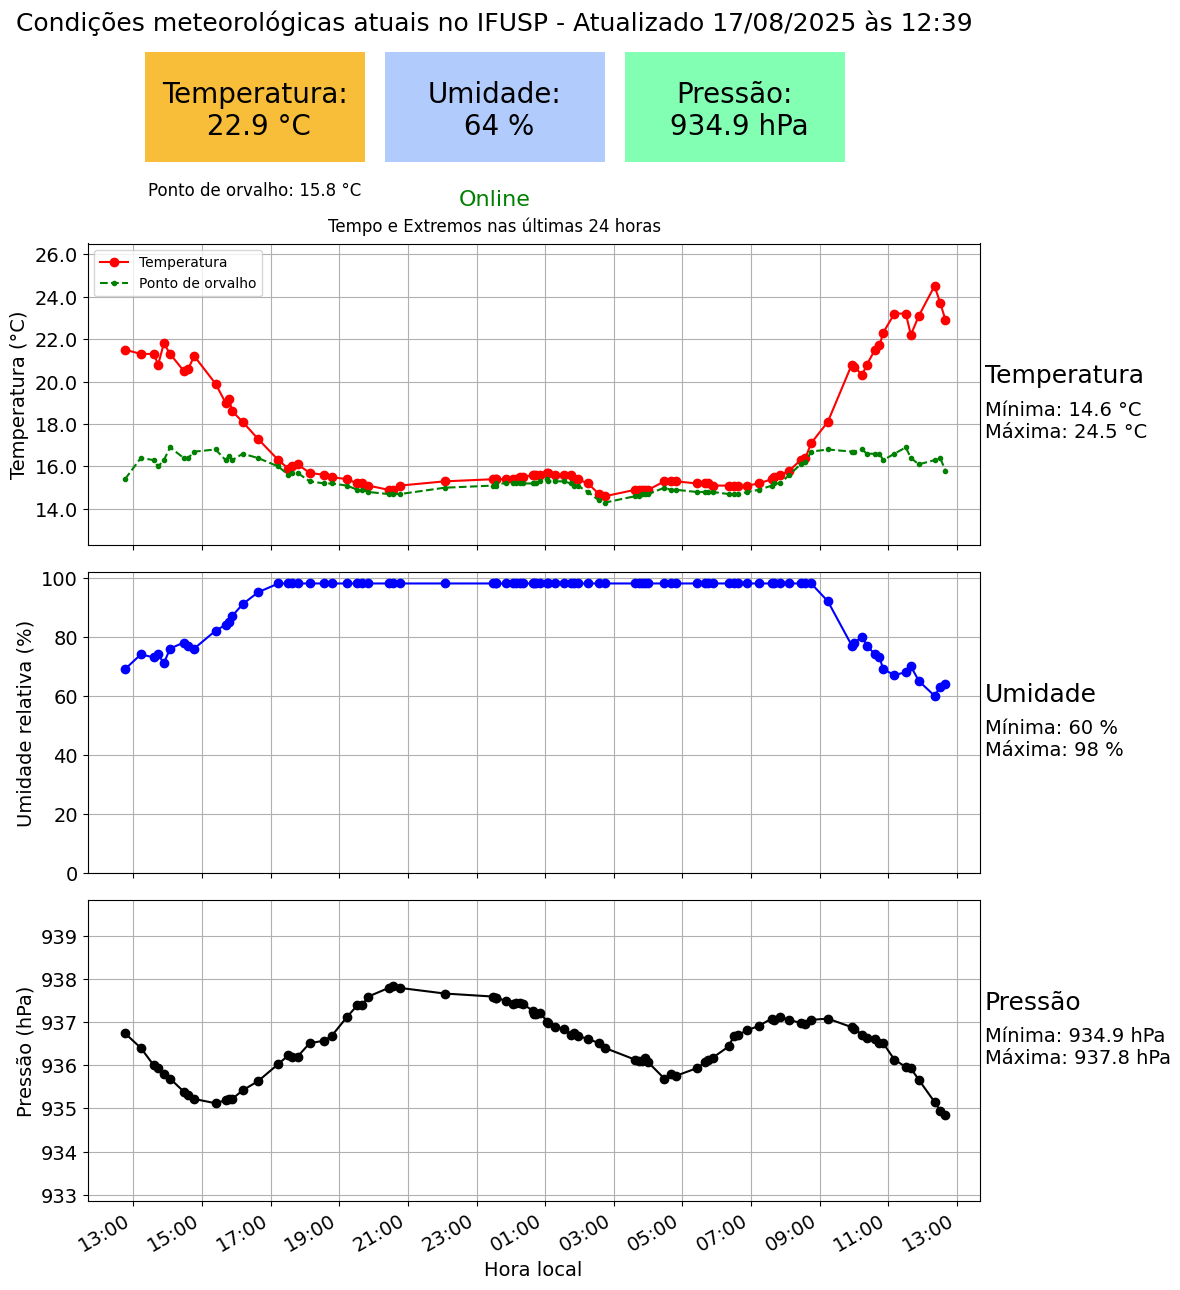 Condições meteorológicas atuais no IFUSP - Atualizado 17/08/2025 às 12:39
Temperatura:
22.9 °C
Umidade:
64 %
Pressão:
934.9 hPa
Ponto de orvalho: 15.8 °C
Online
Tempo e Extremos nas últimas 24 horas
Temperatura (°C)
26.0
24.0
22.0
20.0
18.0
16.0
14.0
Temperatura
Ponto de orvalho
Temperatura
Mínima: 14.6 °C
Máxima: 24.5 °C
Umidade relativa (%)
100
80
60
40
20
0
Umidade
Mínima: 60 %
Máxima: 98 %
Pressão (hPa)
939
938
937
936
935
934
933
Pressão
Mínima: 934.9 hPa
Máxima: 937.8 hPa
13:00 15:00 17:00 19:00 21:00 23:00 01:00 03:00 05:00 07:00 09:00 11:00 13:00
Hora local